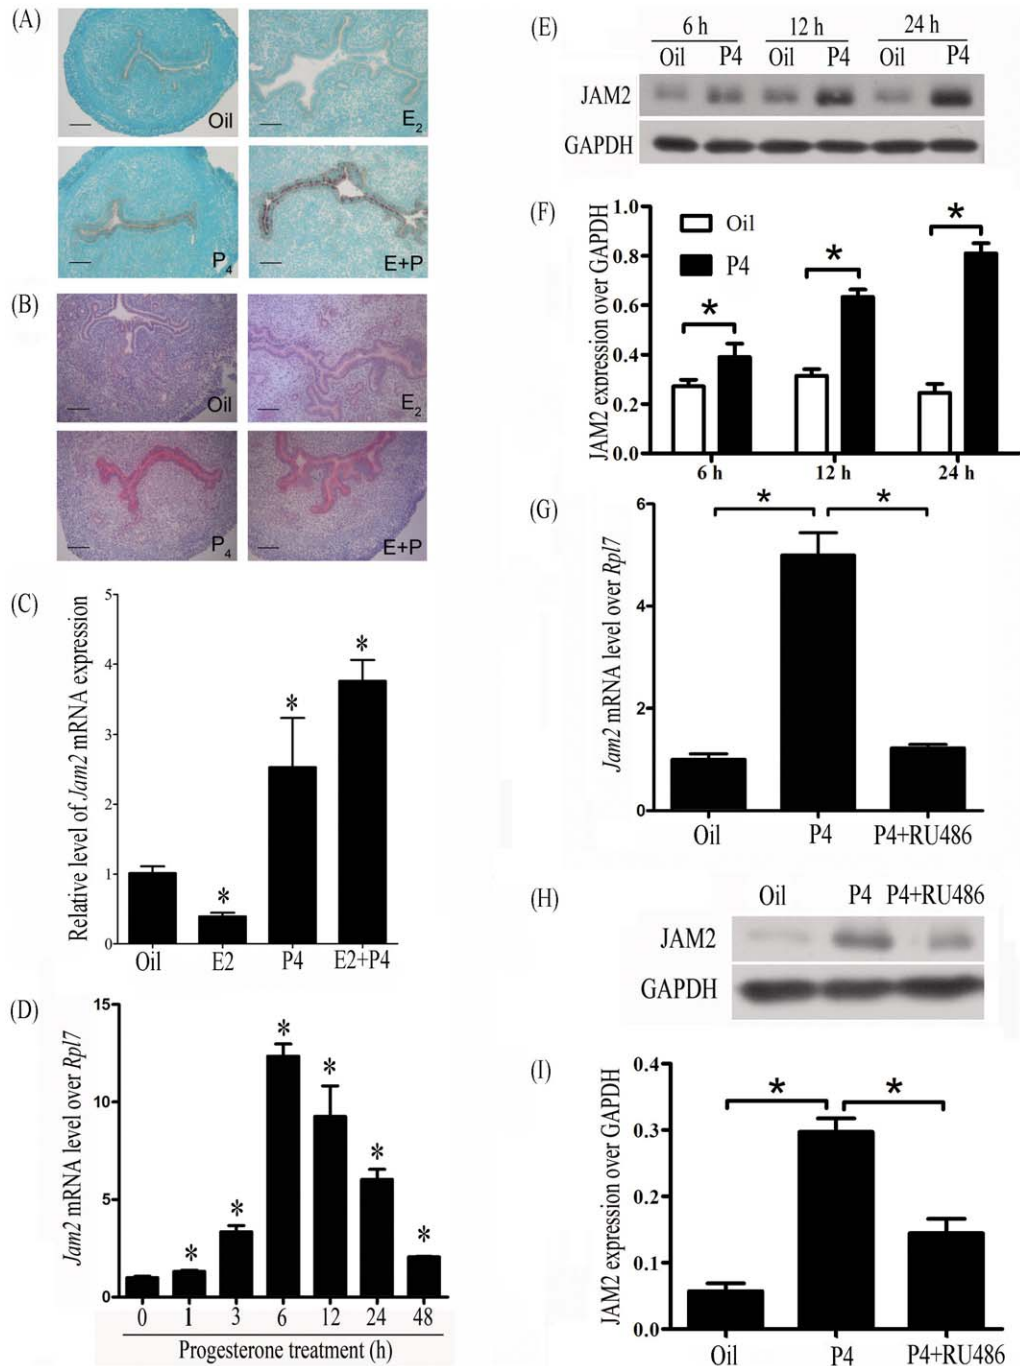 (A)
Oil
E2
P4
E+P
(B)
Oil
E2
P4
E+P
(C)
Relative level of Jam2 mRNA expression
5
4
3
2
1
0
Oil E2 P4 E2+P4
*
*
*
(D)
Jam2 mRNA level over Rpl7
15
10
5
0
*
*
*
*
*
*
0 1 3 6 12 24 48
Progesterone treatment (h)
(E)
6 h 12 h 24 h
Oil P4 Oil P4 Oil P4
JAM2
GAPDH
(F)
JAM2 expression over GAPDH
1.0
0.8
0.6
0.4
0.2
0.0
Oil
P4
*
*
*
6 h 12 h 24 h
(G)
Jam2 mRNA level over Rpl7
6
4
2
0
* *
Oil P4 P4+RU486
(H)
Oil P4 P4+RU486
JAM2
GAPDH
(I)
JAM2 expression over GAPDH
0.4
0.3
0.2
0.1
0.0
* *
Oil P4 P4+RU486